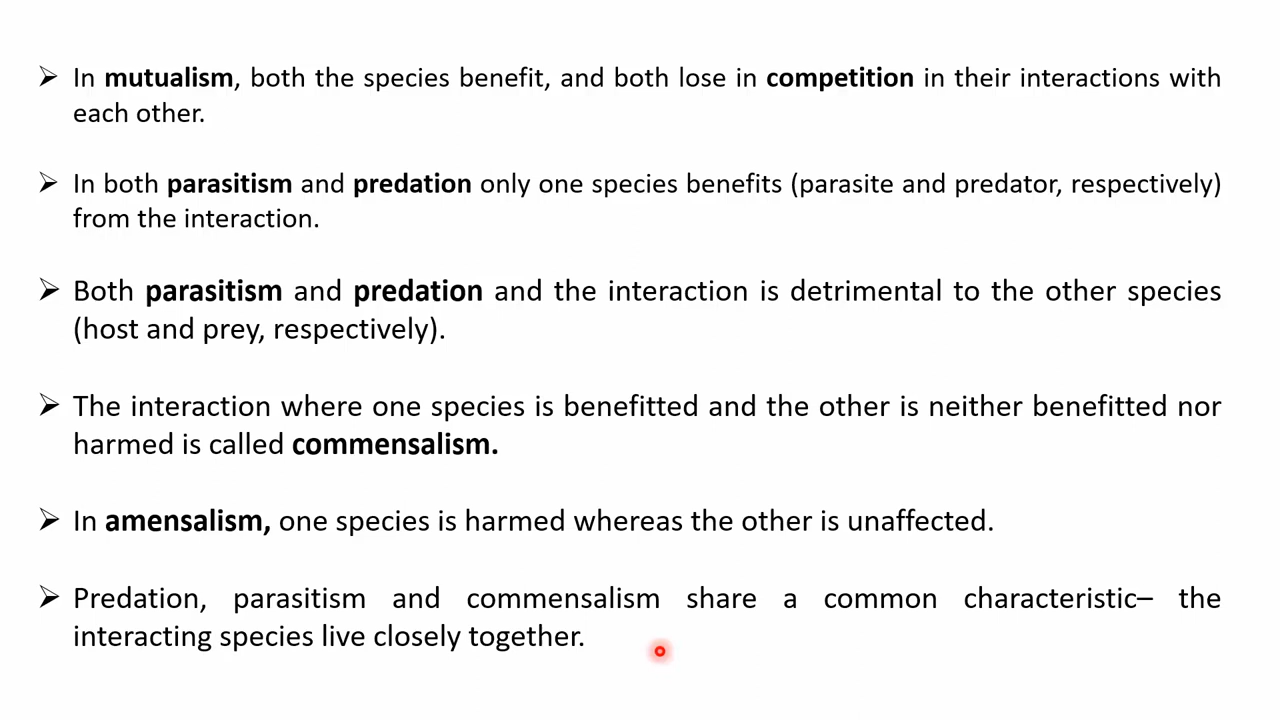 ➢ In mutualism, both the species benefit, and both lose in competition in their interactions with
each other.
➢ In both parasitism and predation only one species benefits (parasite and predator, respectively)
from the interaction.
➢ Both parasitism and predation and the interaction is detrimental to the other species
(host and prey, respectively).
➢ The interaction where one species is benefitted and the other is neither benefitted nor
harmed is called commensalism.
➢ In amensalism, one species is harmed whereas the other is unaffected.
➢ Predation, parasitism and commensalism share a common characteristic– the
interacting species live closely together.